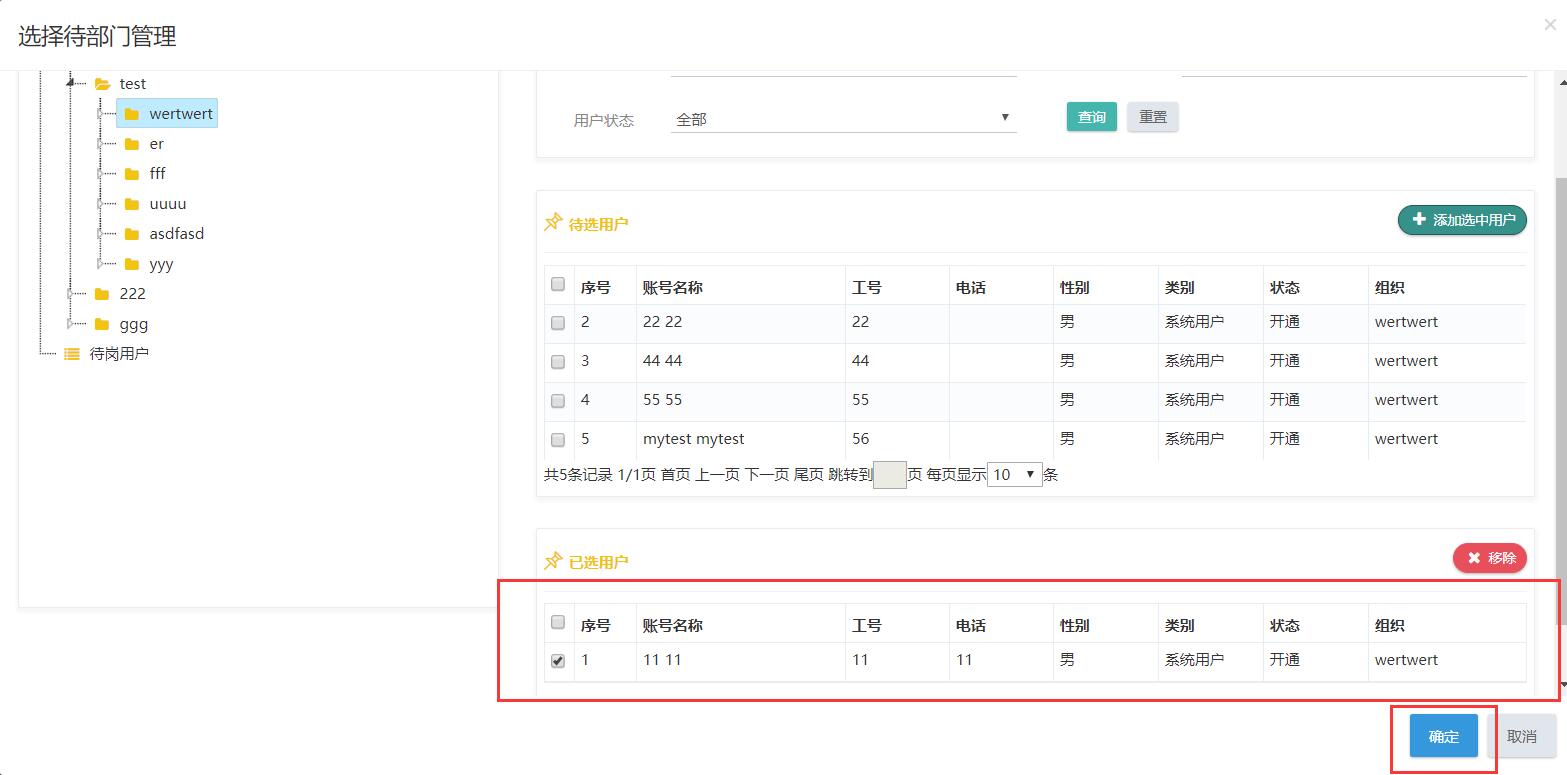 选择待部门管理
×
test
wertwert
er
fff
uuuu
asdfasd
yyy
222
ggg
待岗用户
用户状态 全部 查询 重置
待选用户 添加选中用户
序号 账号名称 工号 电话 性别 类别 状态 组织
2 22 22 22 男 系统用户 开通 wertwert
3 44 44 44 男 系统用户 开通 wertwert
4 55 55 55 男 系统用户 开通 wertwert
5 mytest mytest 56 男 系统用户 开通 wertwert
共5条记录 1/1页 首页 上一页 下一页 尾页 跳转到 页 每页显示 10 条
已选用户 移除
序号 账号名称 工号 电话 性别 类别 状态 组织
1 11 11 11 11 男 系统用户 开通 wertwert
确定 取消